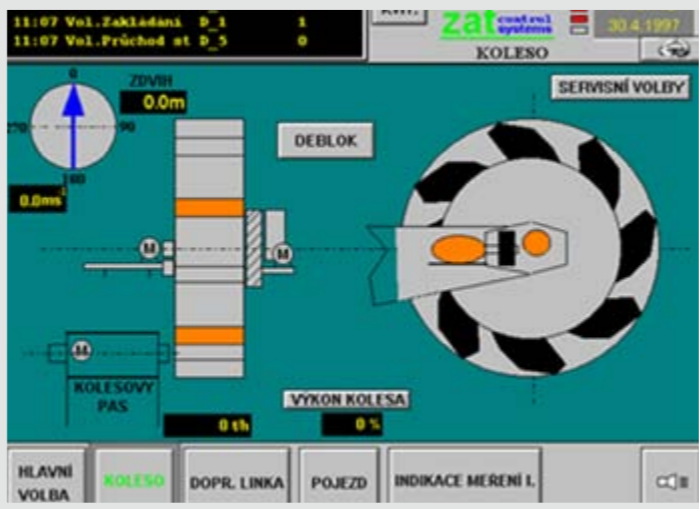 11:07 Vol.Zakládání D_1 1
11:07 Vol.Průchod st D_5 0
zat control systems
30.4.1997
KOLESO
0
ZDVIH
0.0m
270
90
180
0.0ms
SERVISNÍ VOLBY
DEBLOK
M
M
M
KOLESOVY
PAS
VÝKON KOLESA
0 th
0 %
HLAVNÍ
VOLBA
KOLESO
DOPR. LINKA
POJEZD
INDIKACE MERENÍ I.